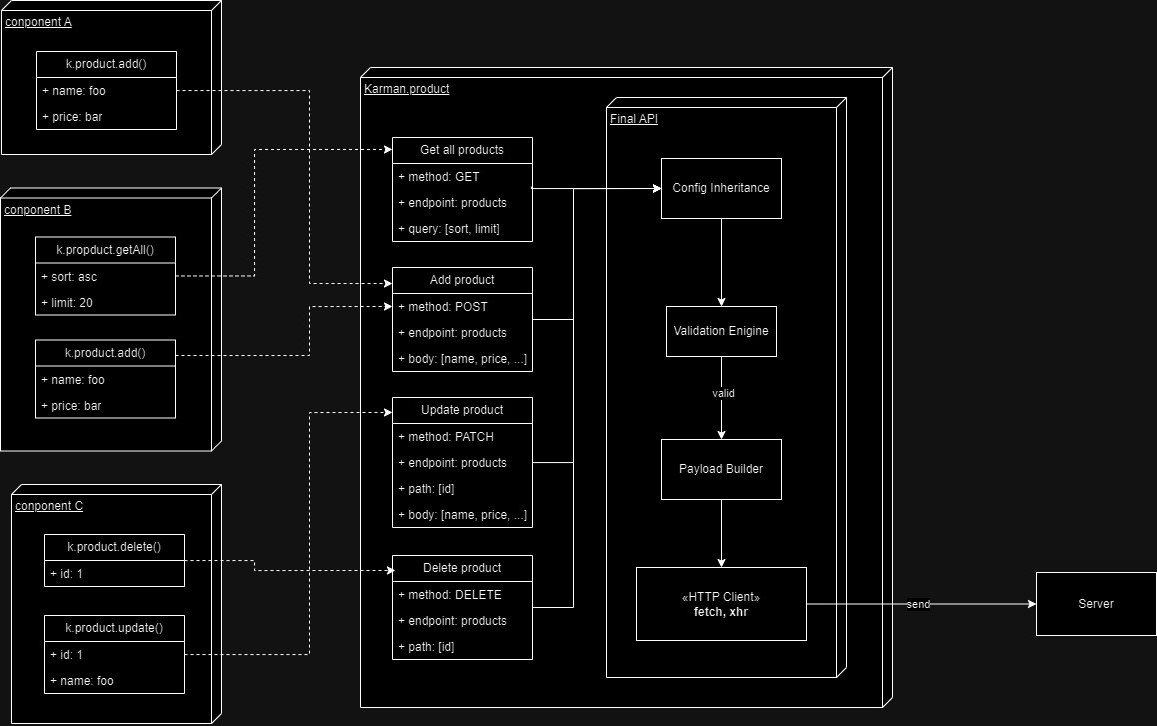 conponent A
k.product.add()
+ name: foo
+ price: bar
component B
k.propduct.getAll()
+ sort: asc
+ limit: 20
k.product.add()
+ name: foo
+ price: bar
conponent C
k.product.delete()
+ id: 1
k.product.update()
+ id: 1
+ name: foo
Karman.product
Get all products
+ method: GET
+ endpoint: products
+ query: [sort, limit]
Add product
+ method: POST
+ endpoint: products
+ body: [name, price, ...]
Update product
+ method: PATCH
+ endpoint: products
+ path: [id]
+ body: [name, price, ...]
Delete product
+ method: DELETE
+ endpoint: products
+ path: [id]
Final API
Config Inheritance
Validation Enigine
valid
Payload Builder
«HTTP Client»
fetch, xhr
send
Server